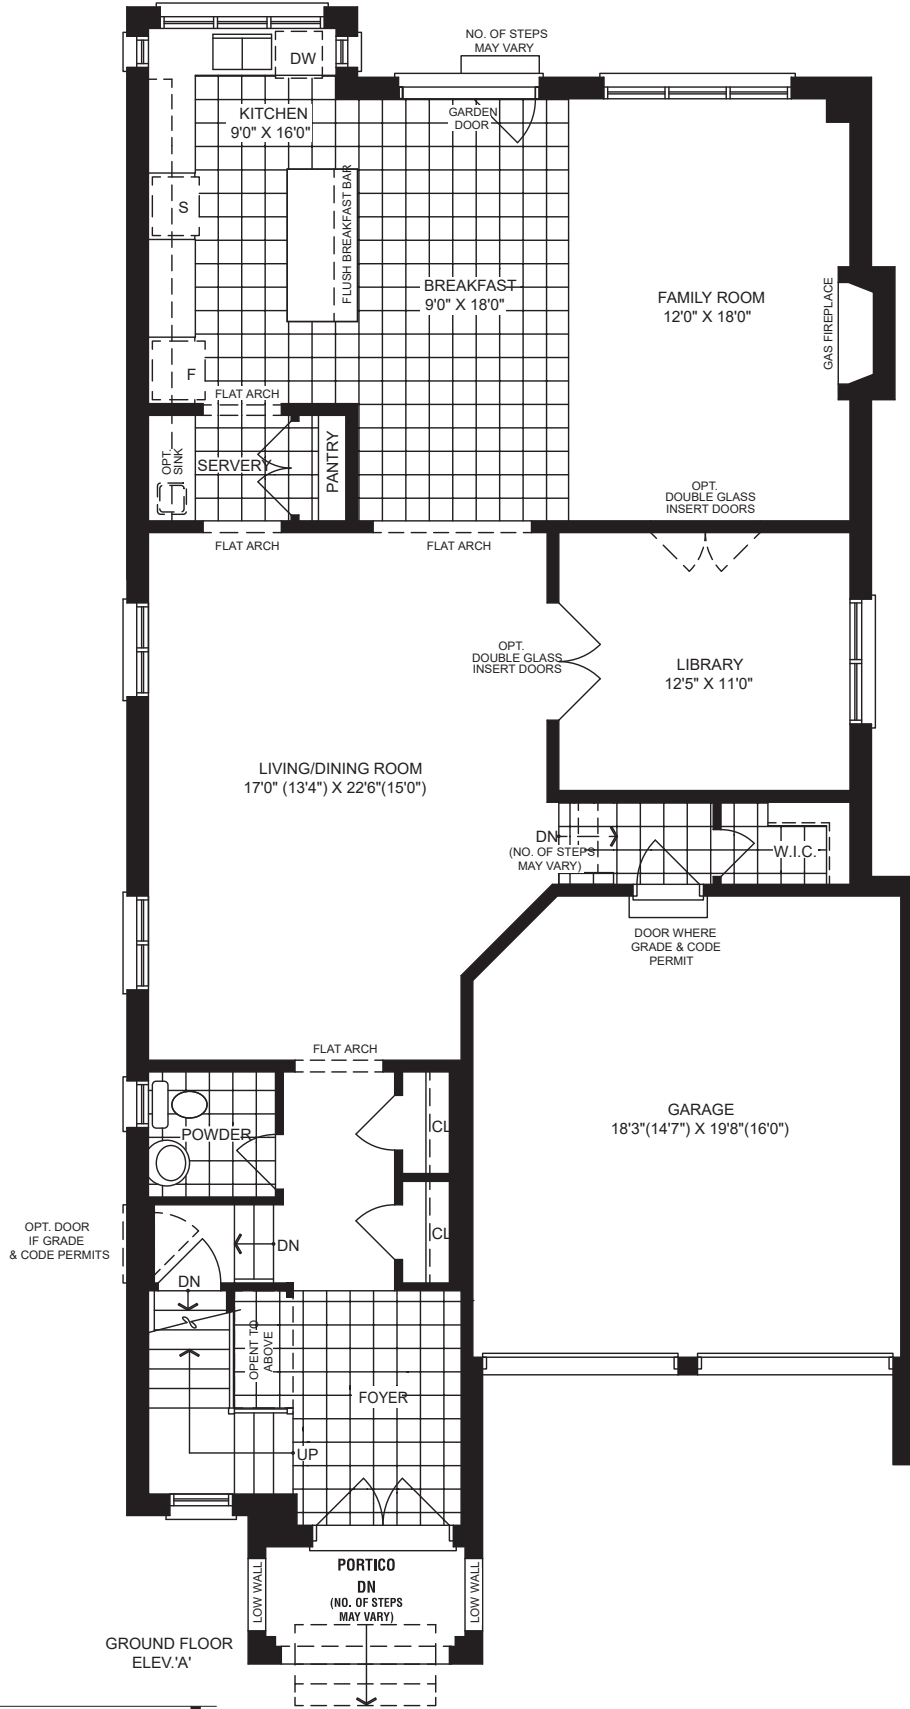 NO. OF STEPS
MAY VARY
DW
KITCHEN
9'0" X 16'0"
GARDEN
DOOR
S
FLUSH BREAKFAST BAR
BREAKFAST
9'0" X 18'0"
FAMILY ROOM
12'0" X 18'0"
GAS FIREPLACE
F
FLAT ARCH
OPT.
SINK
SERVERY
PANTRY
OPT.
DOUBLE GLASS
INSERT DOORS
FLAT ARCH
FLAT ARCH
OPT.
DOUBLE GLASS
INSERT DOORS
LIBRARY
12'5" X 11'0"
LIVING/DINING ROOM
17'0" (13'4") X 22'6"(15'0")
DN
(NO. OF STEPS
MAY VARY)
W.I.C.
DOOR WHERE
GRADE & CODE
PERMIT
FLAT ARCH
POWDER
CL
GARAGE
18'3"(14'7") X 19'8"(16'0")
OPT. DOOR
IF GRADE
& CODE PERMITS
DN
CL
DN
OPENT TO
ABOVE
FOYER
UP
PORTICO
DN
(NO. OF STEPS
MAY VARY)
LOW WALL
LOW WALL
GROUND FLOOR
ELEV.'A'